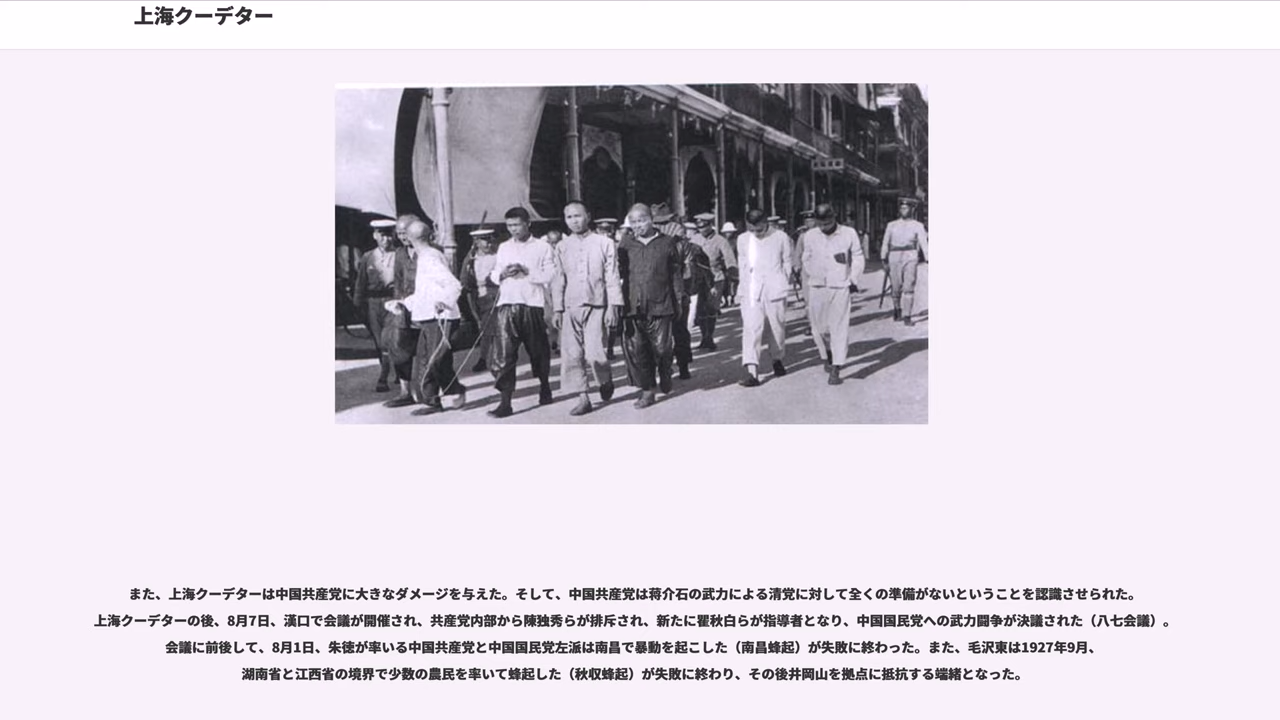 上海クーデター
また、上海クーデターは中国共産党に大きなダメージを与えた。そして、中国共産党は蒋介石の武力による清党に対して全くの準備がないということを認識させられた。
上海クーデターの後、8月7日、漢口で会議が開催され、共産党内部から陳独秀らが排斥され、新たに瞿秋白らが指導者となり、中国国民党への武力闘争が決議された（八七会議）。
会議に前後して、8月1日、朱徳が率いる中国共産党と中国国民党左派は南昌で暴動を起こした（南昌蜂起）が失敗に終わった。また、毛沢東は1927年9月、
湖南省と江西省の境界で少数の農民を率いて蜂起した（秋収蜂起）が失敗に終わり、その後井岡山を拠点に抵抗する端緒となった。